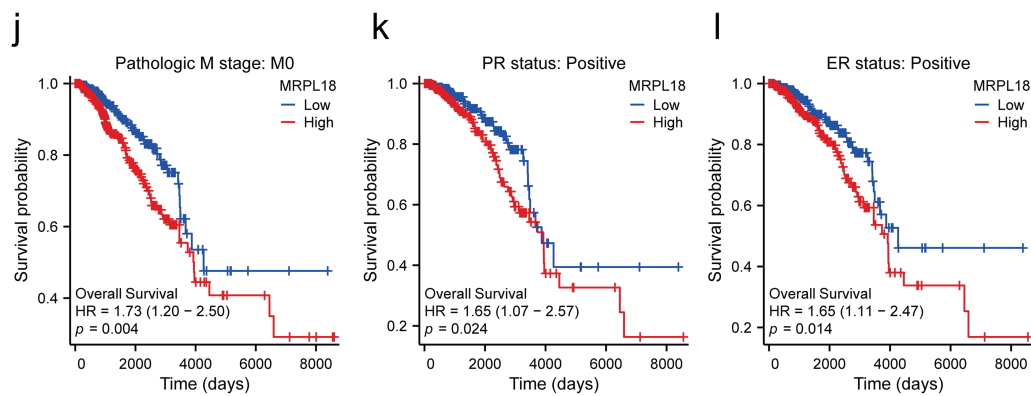 j
Pathologic M stage: M0
MRPL18
Low
High
Survival probability
1.0
0.8
0.6
0.4
Overall Survival
HR = 1.73 (1.20 − 2.50)
p = 0.004
0 2000 4000 6000 8000
Time (days)
k
PR status: Positive
MRPL18
Low
High
Survival probability
1.0
0.8
0.6
0.4
0.2
Overall Survival
HR = 1.65 (1.07 − 2.57)
p = 0.024
0 2000 4000 6000 8000
Time (days)
l
ER status: Positive
MRPL18
Low
High
Survival probability
1.0
0.8
0.6
0.4
0.2
Overall Survival
HR = 1.65 (1.11 − 2.47)
p = 0.014
0 2000 4000 6000 8000
Time (days)